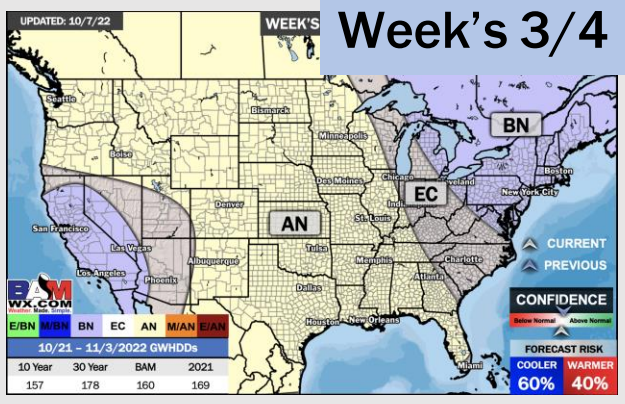 UPDATED: 10/7/22
WEEK'S
Week's 3/4
Seattle
Bismarck
Minneapolis
BN
Boise
Boston
Des Moines
Chicago
veland
New York City
EC
Denver
Indi
San Francisco
AN
St. Louis
CURRENT
Las Vegas
Tulsa
PREVIOUS
Albuquerque
Memphis
Charlotte
Los Angeles
Phoenix
Atlanta
BAM
WX.COM
Weather. Made. Simple.
Dallas
CONFIDENCE
Below Normal Above Normal
E/BN M/BN BN EC AN M/AN E/AN
Houston New Orleans
10/21 – 11/3/2022 GWHDDs
FORECAST RISK
10 Year 30 Year BAM 2021
COOLER WARMER
Miami
157 178 160 169
60% 40%